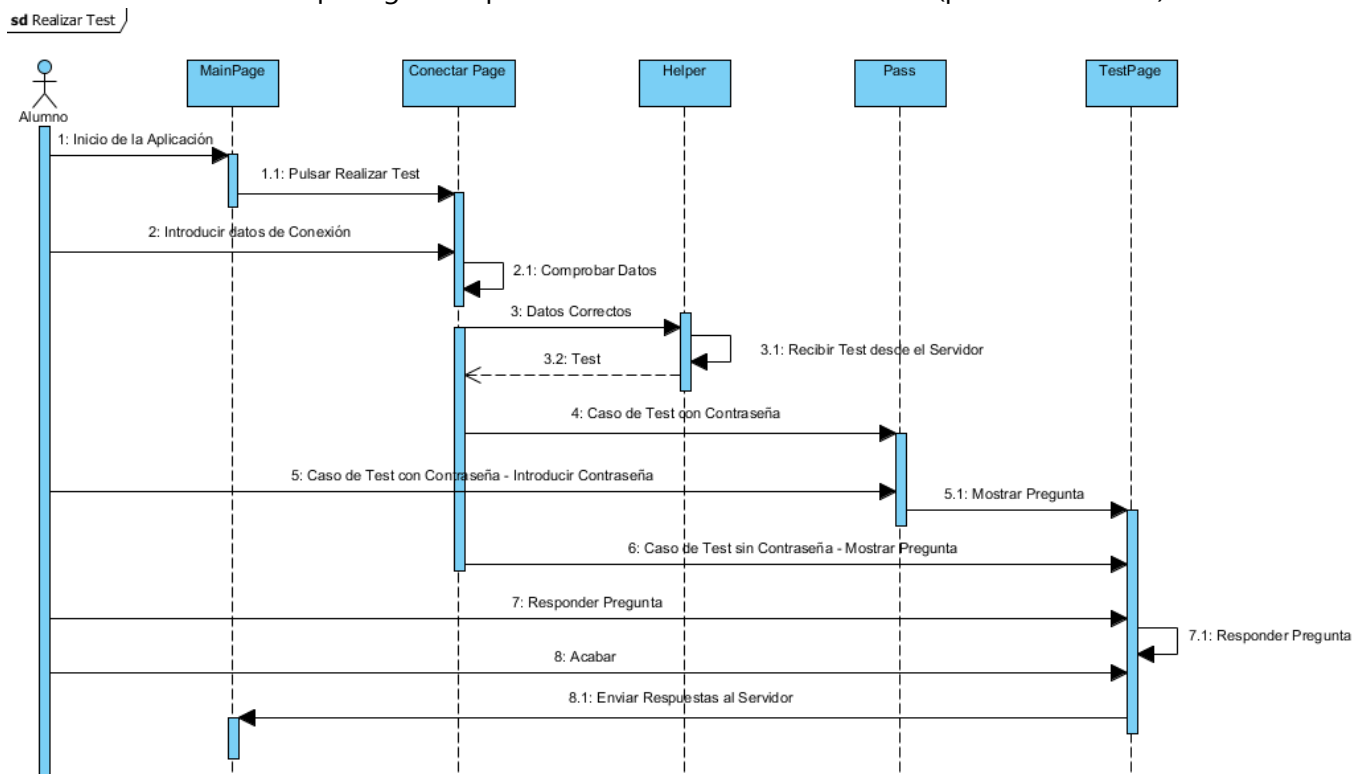 sd Realizar Test
MainPage
Conectar Page
Helper
Pass
TestPage
Alumno
1: Inicio de la Aplicación
1.1: Pulsar Realizar Test
2: Introducir datos de Conexión
2.1: Comprobar Datos
3: Datos Correctos
3.1: Recibir Test desde el Servidor
3.2: Test
4: Caso de Test con Contraseña
5: Caso de Test con Contraseña - Introducir Contraseña
5.1: Mostrar Pregunta
6: Caso de Test sin Contraseña - Mostrar Pregunta
7: Responder Pregunta
7.1: Responder Pregunta
8: Acabar
8.1: Enviar Respuestas al Servidor